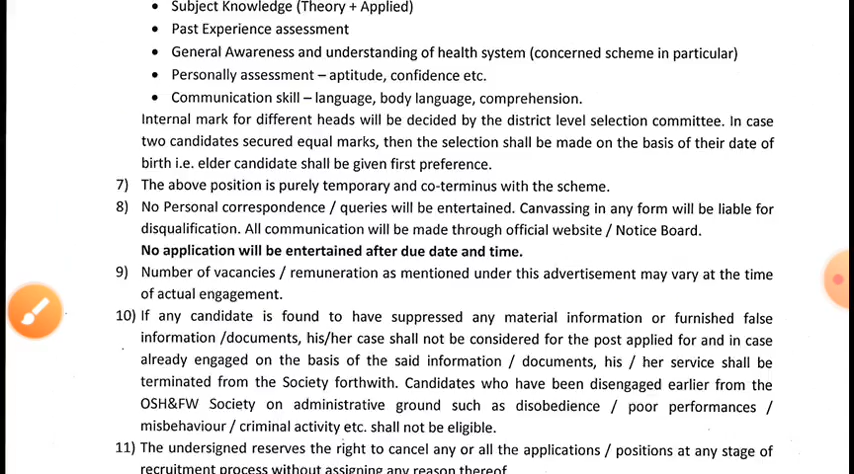 • Subject Knowledge (Theory + Applied)
• Past Experience assessment
• General Awareness and understanding of health system (concerned scheme in particular)
• Personally assessment – aptitude, confidence etc.
• Communication skill – language, body language, comprehension.
Internal mark for different heads will be decided by the district level selection committee. In case
two candidates secured equal marks, then the selection shall be made on the basis of their date of
birth i.e. elder candidate shall be given first preference.
7) The above position is purely temporary and co-terminus with the scheme.
8) No Personal correspondence / queries will be entertained. Canvassing in any form will be liable for
disqualification. All communication will be made through official website / Notice Board.
No application will be entertained after due date and time.
9) Number of vacancies / remuneration as mentioned under this advertisement may vary at the time
of actual engagement.
10) If any candidate is found to have suppressed any material information or furnished false
information /documents, his/her case shall not be considered for the post applied for and in case
already engaged on the basis of the said information / documents, his / her service shall be
terminated from the Society forthwith. Candidates who have been disengaged earlier from the
OSH&FW Society on administrative ground such as disobedience / poor performances /
misbehaviour / criminal activity etc. shall not be eligible.
11) The undersigned reserves the right to cancel any or all the applications / positions at any stage of
recruitment process without assigning any reason thereof